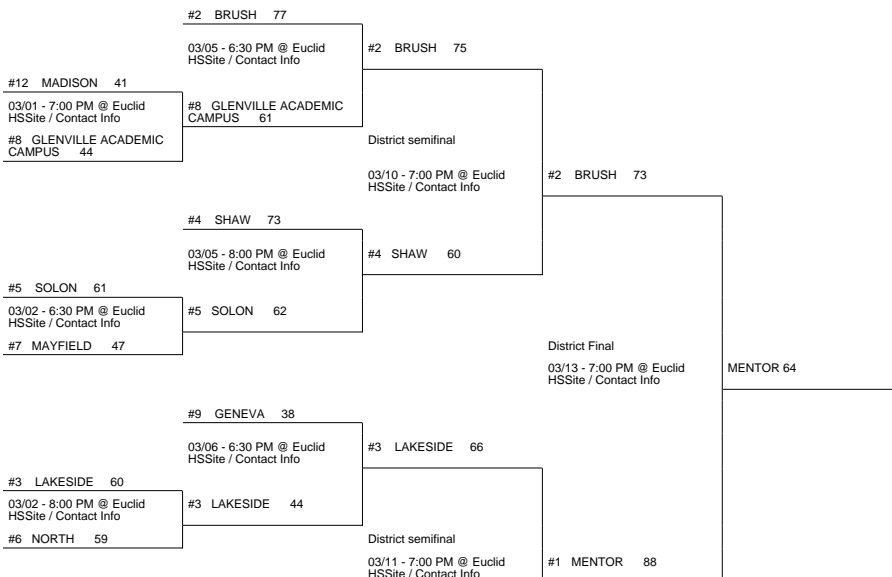 #2 BRUSH 77
03/05 - 6:30 PM @ Euclid
HSSite / Contact Info
#2 BRUSH 75
#12 MADISON 41
03/01 - 7:00 PM @ Euclid
HSSite / Contact Info
#8 GLENVILLE ACADEMIC
CAMPUS 61
#8 GLENVILLE ACADEMIC
CAMPUS 44
District semifinal
03/10 - 7:00 PM @ Euclid
HSSite / Contact Info
#2 BRUSH 73
#4 SHAW 73
03/05 - 8:00 PM @ Euclid
HSSite / Contact Info
#4 SHAW 60
#5 SOLON 61
03/02 - 6:30 PM @ Euclid
HSSite / Contact Info
#5 SOLON 62
#7 MAYFIELD 47
District Final
03/13 - 7:00 PM @ Euclid
HSSite / Contact Info
MENTOR 64
#9 GENEVA 38
03/06 - 6:30 PM @ Euclid
HSSite / Contact Info
#3 LAKESIDE 66
#3 LAKESIDE 60
03/02 - 8:00 PM @ Euclid
HSSite / Contact Info
#3 LAKESIDE 44
#6 NORTH 59
District semifinal
03/11 - 7:00 PM @ Euclid
HSSite / Contact Info
#1 MENTOR 88